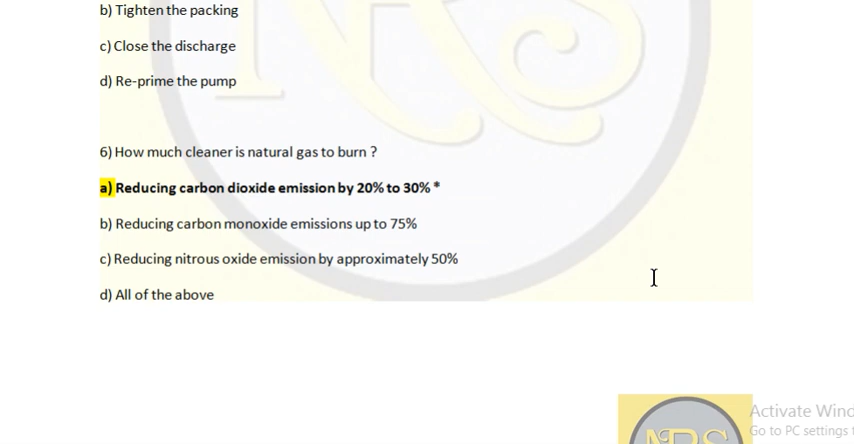 b) Tighten the packing
c) Close the discharge
d) Re-prime the pump
6) How much cleaner is natural gas to burn ?
a) Reducing carbon dioxide emission by 20% to 30% *
b) Reducing carbon monoxide emissions up to 75%
c) Reducing nitrous oxide emission by approximately 50%
d) All of the above
Activate Wind
Go to PC settings
NRS